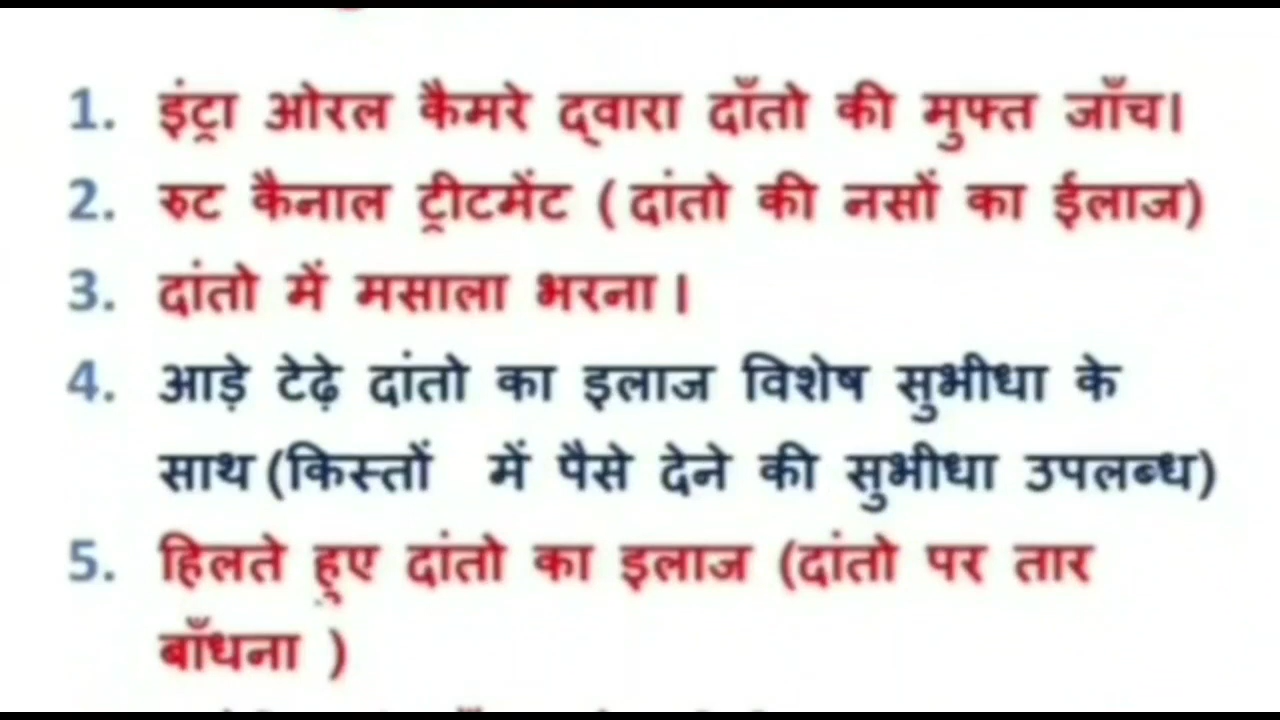 1. इंट्रा ओरल कैमरे द्वारा दाँतो की मुफ्त जाँच।
2. रुट कैनाल ट्रीटमेंट ( दांतो की नसों का ईलाज)
3. दांतो में मसाला भरना ।
4. आड़े टेढ़े दांतो का इलाज विशेष सुभीधा के
साथ (किस्तों में पैसे देने की सुभीधा उपलब्ध)
5. हिलते हुए दांतो का इलाज (दांतो पर तार
बाँधना )